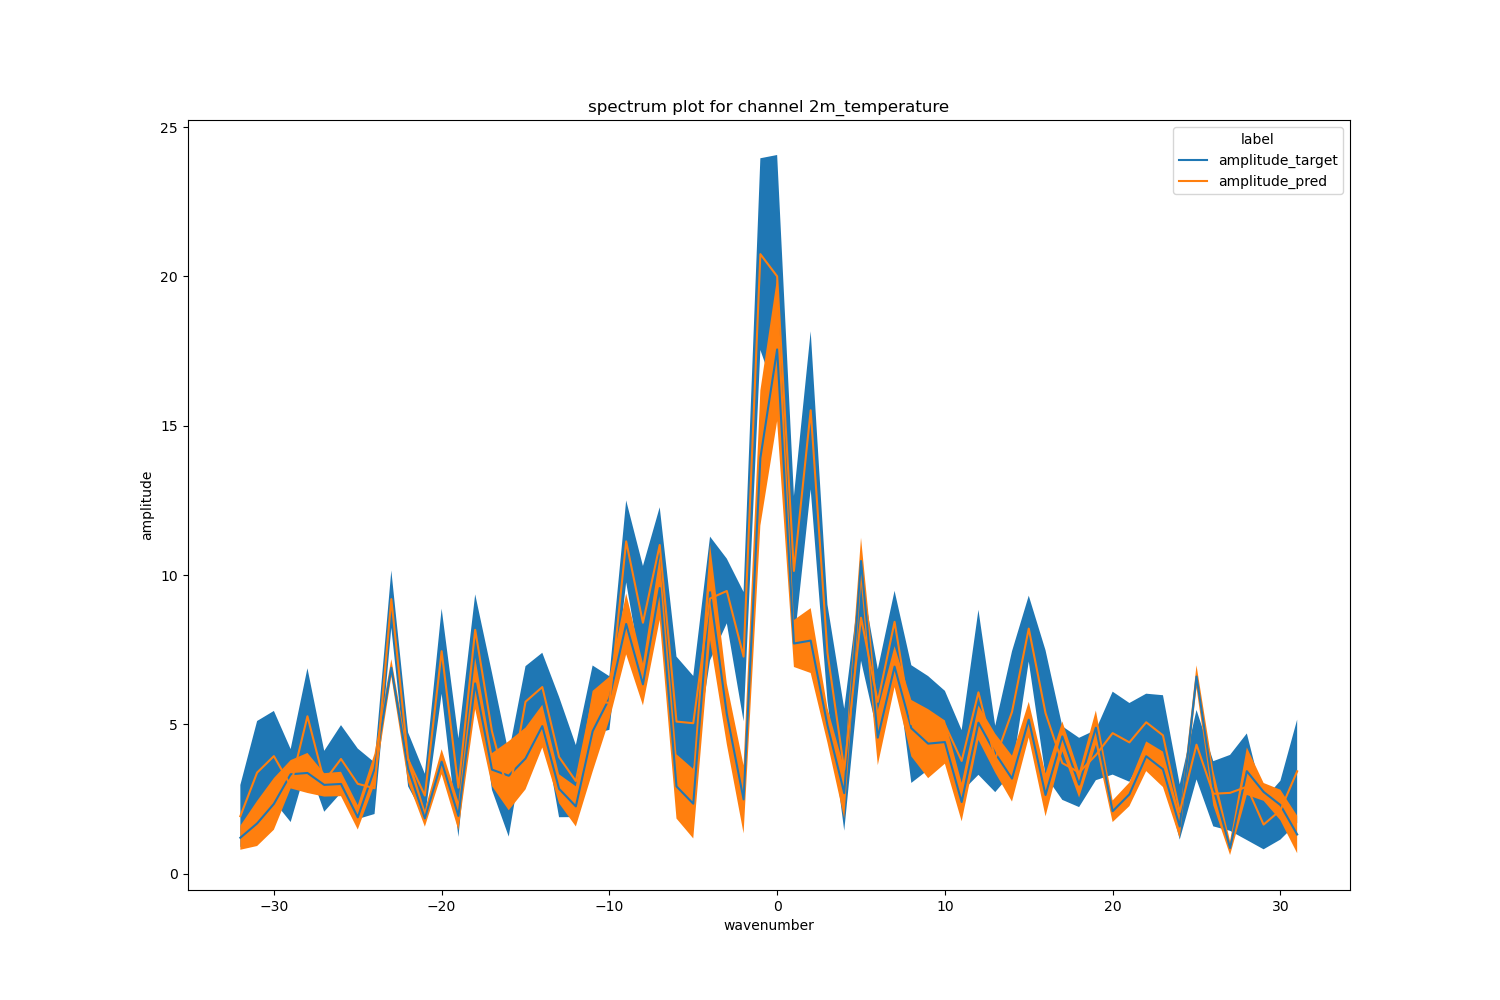 spectrum plot for channel 2m_temperature
label
amplitude_target
amplitude_pred
25
20
15
10
5
0
amplitude
−30
−20
−10
0
10
20
30
wavenumber